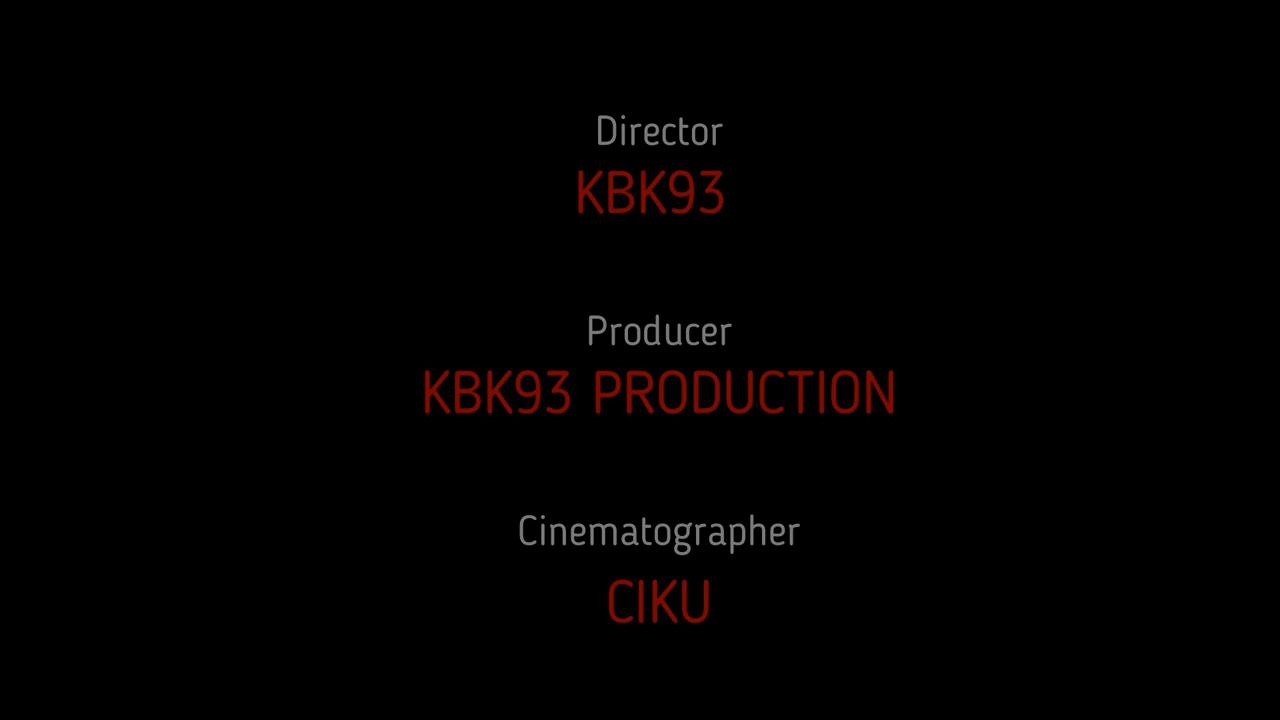 Director
KBK93
Producer
KBK93 PRODUCTION
Cinematographer
CIKU